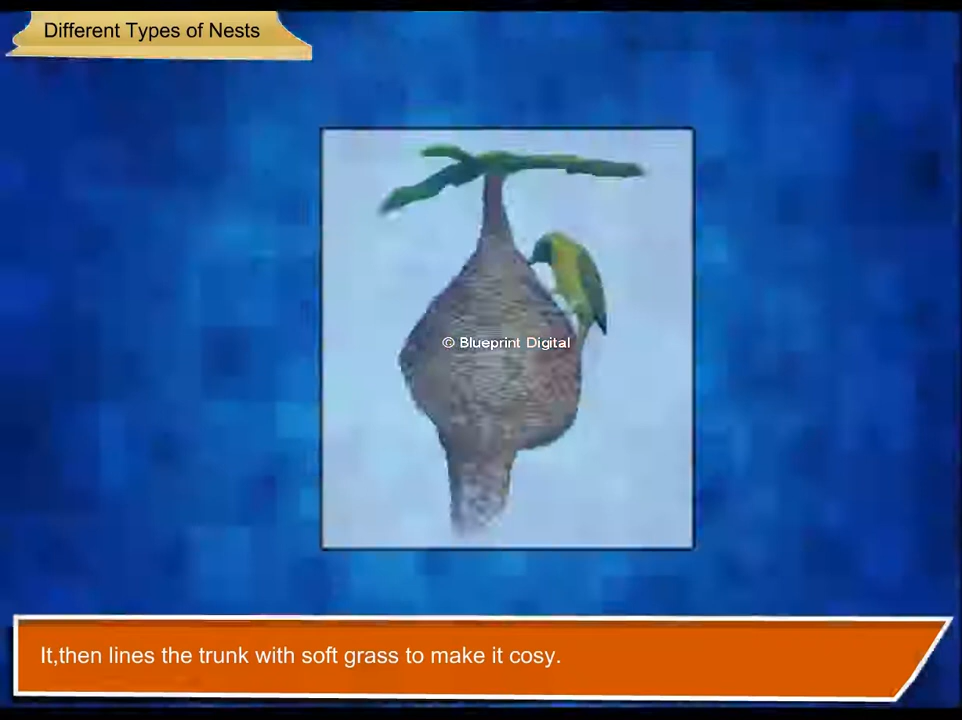 Different Types of Nests
© Blueprint Digital
It,then lines the trunk with soft grass to make it cosy.